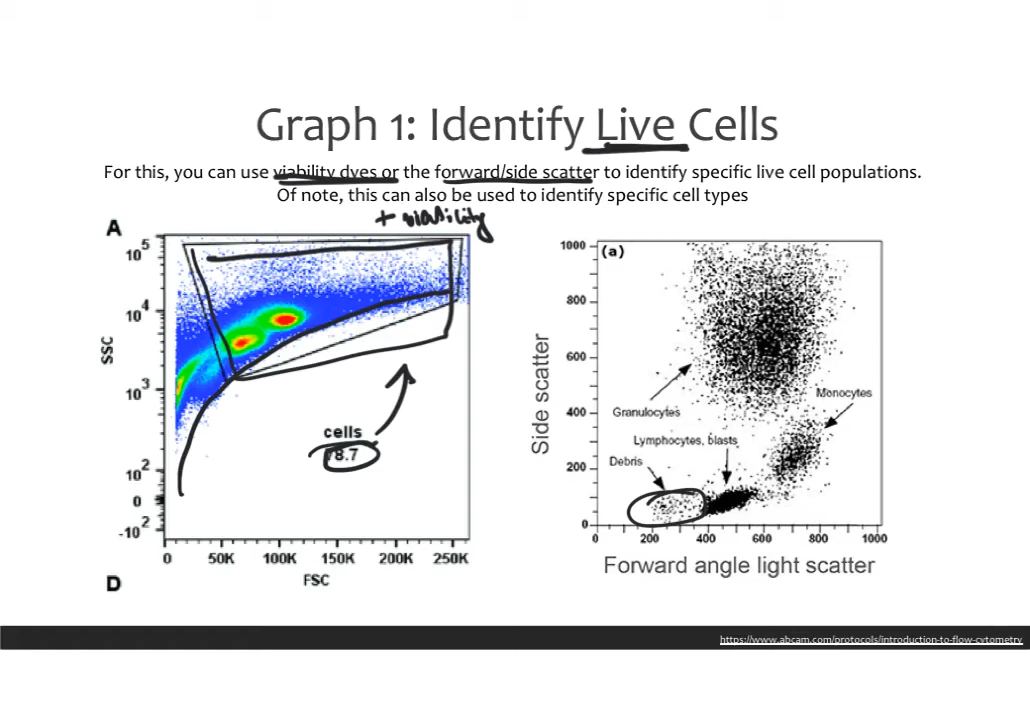 Graph 1: Identify Live Cells
For this, you can use viability dyes or the forward/side scatter to identify specific live cell populations.
Of note, this can also be used to identify specific cell types
+ viability
A
10^5
10^4
10^3
10^2
0
-10^2
SSC
cells
78.7
0 50K 100K 150K 200K 250K
FSC
D
(a)
1000
800
600
400
200
0
Side scatter
Granulocytes
Monocytes
Lymphocytes, blasts
Debris
0 200 400 600 800 1000
Forward angle light scatter
https://www.abcam.com/protocols/introduction-to-flow-cytometry